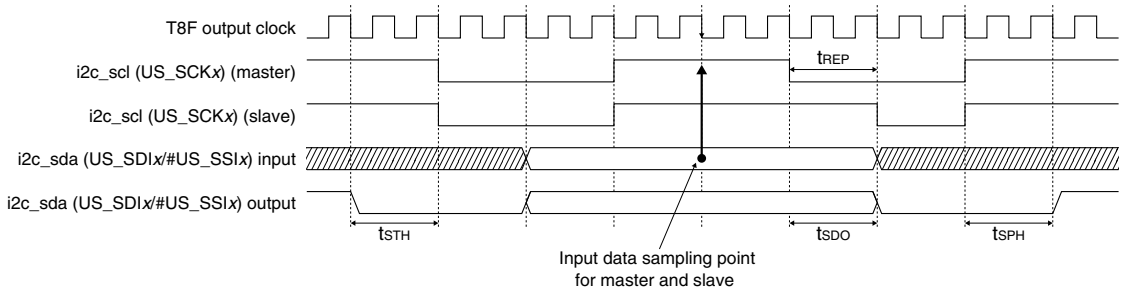 T8F output clock
i2c_scl (US_SCKx) (master)
tREP
i2c_scl (US_SCKx) (slave)
i2c_sda (US_SDIx/#US_SSIx) input
i2c_sda (US_SDIx/#US_SSIx) output
tSTH
tSDO
tSPH
Input data sampling point
for master and slave